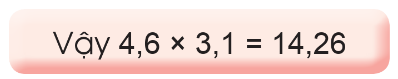 Vậy 4,6 × 3,1 = 14,26